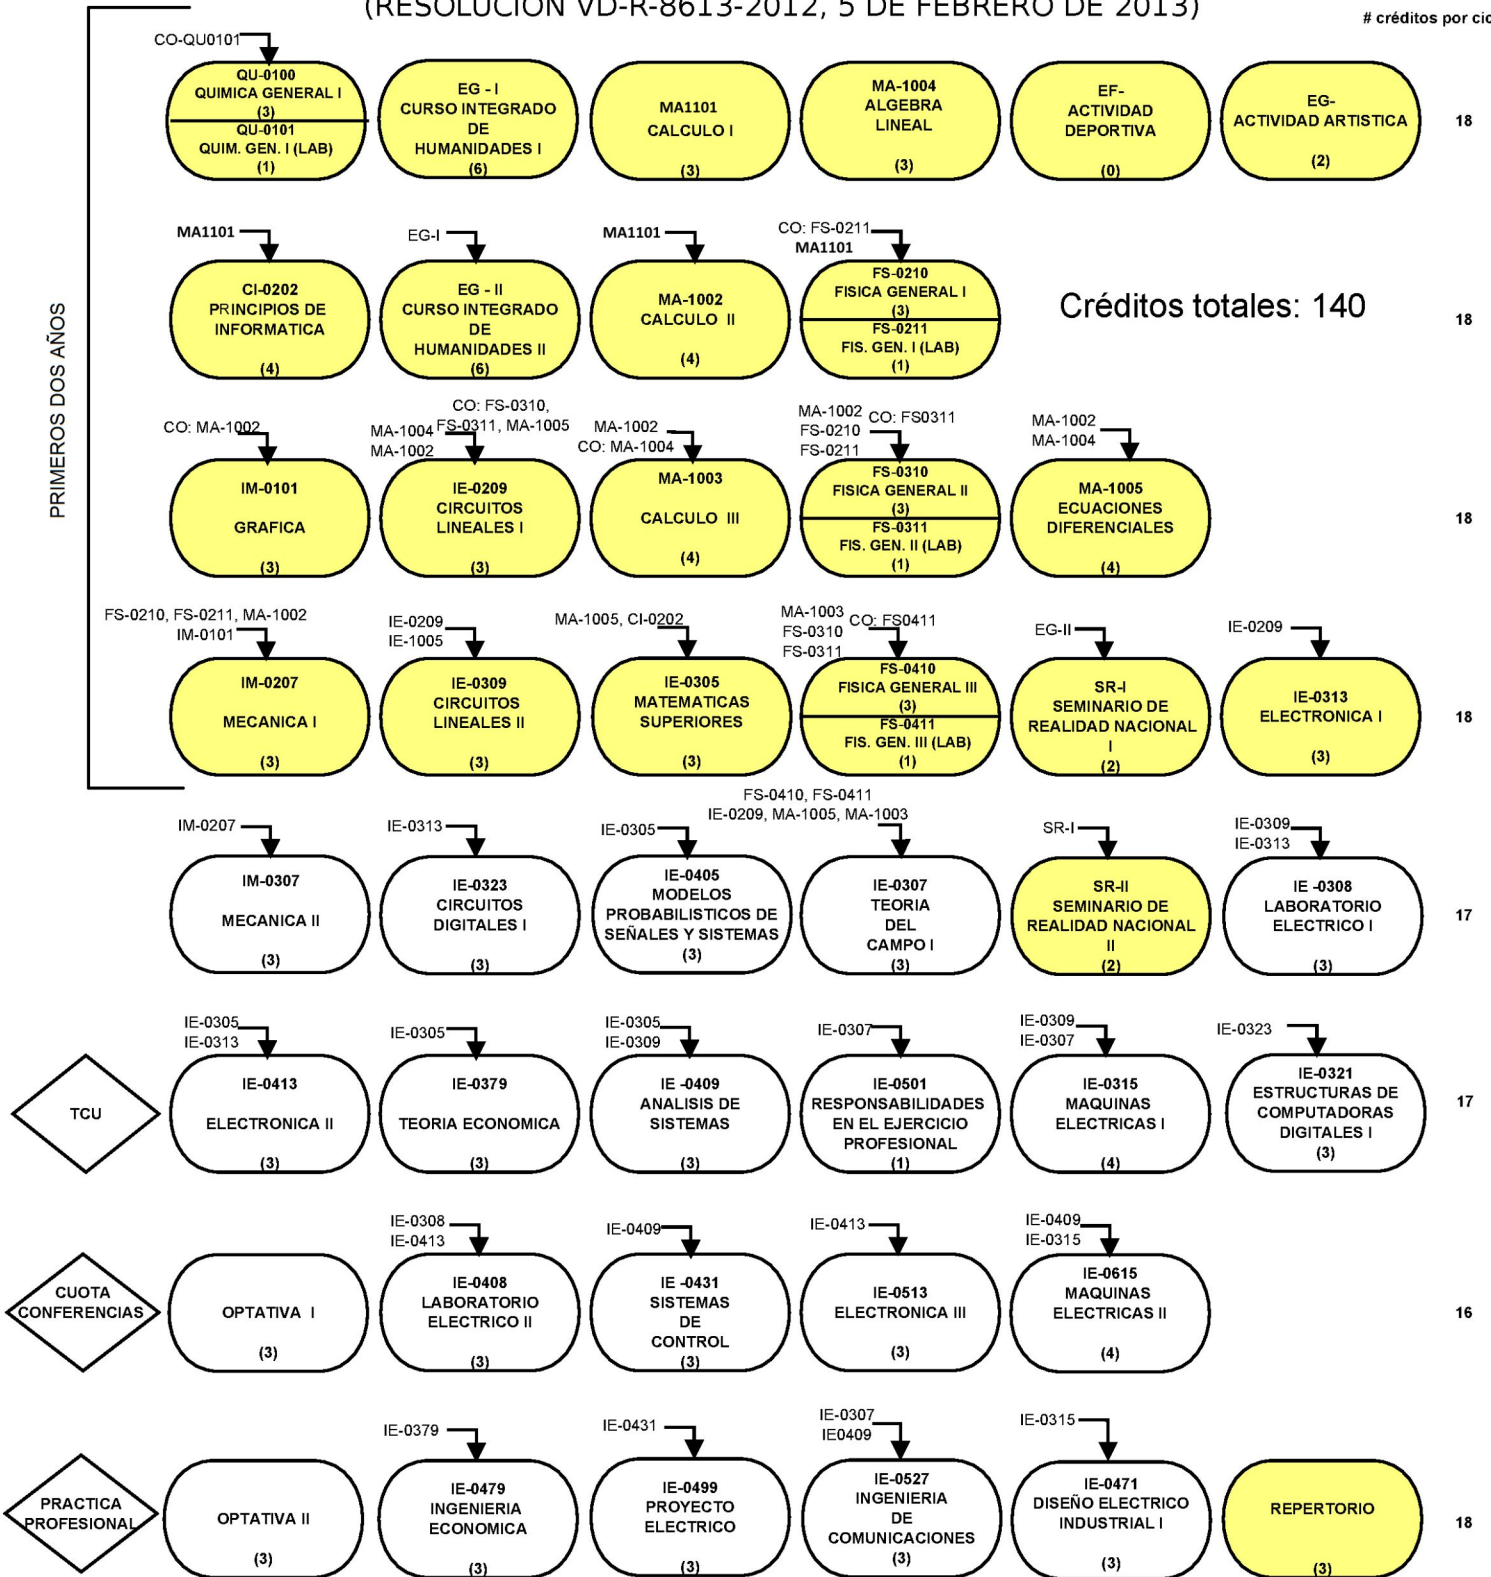 (RESOLUCION VD-R-8613-2012, 5 DE FEBRERO DE 2013)
# créditos por cic
PRIMEROS DOS AÑOS
CO-QU0101
QU-0100
QUIMICA GENERAL I
(3)
QU-0101
QUIM. GEN. I (LAB)
(1)
EG - I
CURSO INTEGRADO
DE
HUMANIDADES I
(6)
MA1101
CALCULO I
(3)
MA-1004
ALGEBRA
LINEAL
(3)
EF-
ACTIVIDAD
DEPORTIVA
(0)
EG-
ACTIVIDAD ARTISTICA
(2)
18
MA1101
CI-0202
PRINCIPIOS DE
INFORMATICA
(4)
EG-I
EG - II
CURSO INTEGRADO
DE
HUMANIDADES II
(6)
MA1101
MA-1002
CALCULO II
(4)
CO: FS-0211
MA1101
FS-0210
FISICA GENERAL I
(3)
FS-0211
FIS. GEN. I (LAB)
(1)
Créditos totales: 140
18
CO: MA-1002
IM-0101
GRAFICA
(3)
CO: FS-0310,
FS-0311, MA-1005
MA-1004
MA-1002
IE-0209
CIRCUITOS
LINEALES I
(3)
MA-1002
CO: MA-1004
MA-1003
CALCULO III
(4)
MA-1002
FS-0210
FS-0211
CO: FS0311
FS-0310
FISICA GENERAL II
(3)
FS-0311
FIS. GEN. II (LAB)
(1)
MA-1002
MA-1004
MA-1005
ECUACIONES
DIFERENCIALES
(4)
18
FS-0210, FS-0211, MA-1002
IM-0101
IM-0207
MECANICA I
(3)
IE-0209
IE-1005
IE-0309
CIRCUITOS
LINEALES II
(3)
MA-1005, CI-0202
IE-0305
MATEMATICAS
SUPERIORES
(3)
MA-1003
FS-0310
FS-0311
CO: FS0411
FS-0410
FISICA GENERAL III
(3)
FS-0411
FIS. GEN. III (LAB)
(1)
EG-II
SR-I
SEMINARIO DE
REALIDAD NACIONAL
I
(2)
IE-0209
IE-0313
ELECTRONICA I
(3)
18
IM-0207
IM-0307
MECANICA II
(3)
IE-0313
IE-0323
CIRCUITOS
DIGITALES I
(3)
IE-0305
IE-0405
MODELOS
PROBABILISTICOS DE
SEÑALES Y SISTEMAS
(3)
FS-0410, FS-0411
IE-0209, MA-1005, MA-1003
IE-0307
TEORIA
DEL
CAMPO I
(3)
SR-I
SR-II
SEMINARIO DE
REALIDAD NACIONAL
II
(2)
IE-0309
IE-0313
IE -0308
LABORATORIO
ELECTRICO I
(3)
17
TCU
IE-0305
IE-0313
IE-0413
ELECTRONICA II
(3)
IE-0305
IE-0379
TEORIA ECONOMICA
(3)
IE-0305
IE-0309
IE -0409
ANALISIS DE
SISTEMAS
(3)
IE-0307
IE-0501
RESPONSABILIDADES
EN EL EJERCICIO
PROFESIONAL
(1)
IE-0309
IE-0307
IE-0315
MAQUINAS
ELECTRICAS I
(4)
IE-0323
IE-0321
ESTRUCTURAS DE
COMPUTADORAS
DIGITALES I
(3)
17
CUOTA
CONFERENCIAS
OPTATIVA I
(3)
IE-0308
IE-0413
IE-0408
LABORATORIO
ELECTRICO II
(3)
IE-0409
IE -0431
SISTEMAS
DE
CONTROL
(3)
IE-0413
IE-0513
ELECTRONICA III
(3)
IE-0409
IE-0315
IE-0615
MAQUINAS
ELECTRICAS II
(4)
16
PRACTICA
PROFESIONAL
OPTATIVA II
(3)
IE-0379
IE-0479
INGENIERIA
ECONOMICA
(3)
IE-0431
IE-0499
PROYECTO
ELECTRICO
(3)
IE-0307
IE0409
IE-0527
INGENIERIA
DE
COMUNICACIONES
(3)
IE-0315
IE-0471
DISEÑO ELECTRICO
INDUSTRIAL I
(3)
REPERTORIO
(3)
18